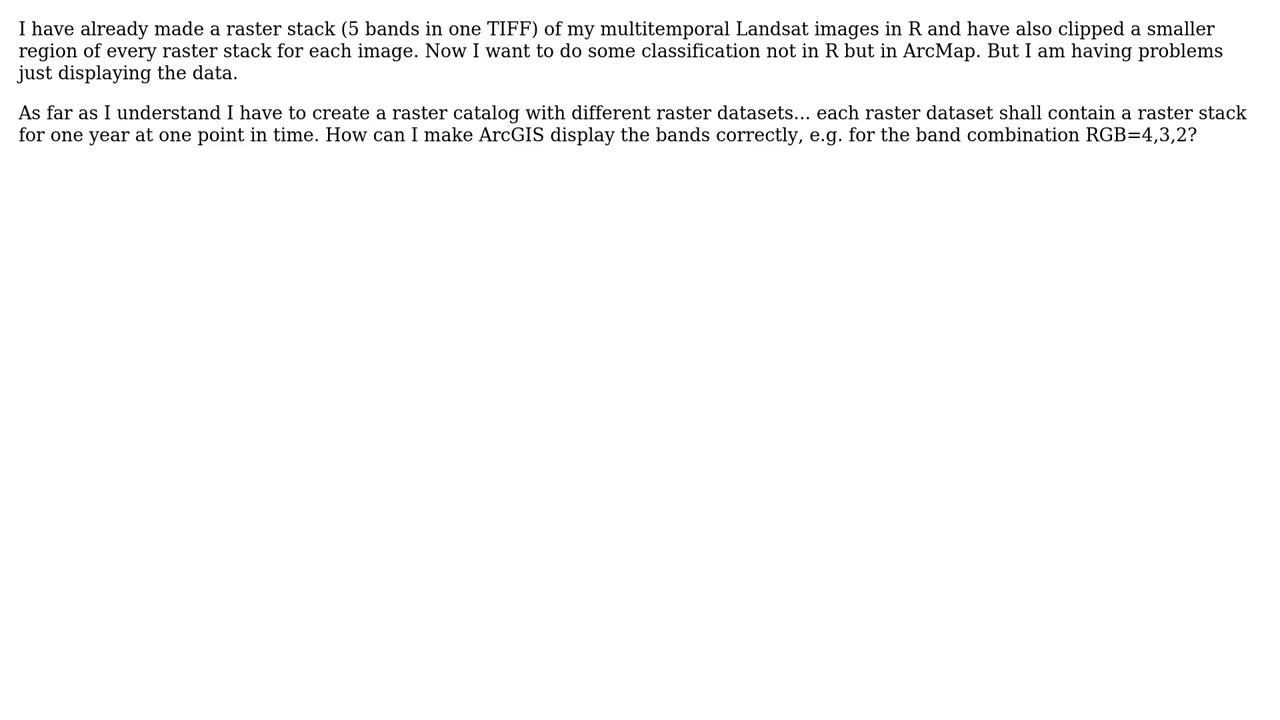 I have already made a raster stack (5 bands in one TIFF) of my multitemporal Landsat images in R and have also clipped a smaller
region of every raster stack for each image. Now I want to do some classification not in R but in ArcMap. But I am having problems
just displaying the data.
As far as I understand I have to create a raster catalog with different raster datasets... each raster dataset shall contain a raster stack
for one year at one point in time. How can I make ArcGIS display the bands correctly, e.g. for the band combination RGB=4,3,2?